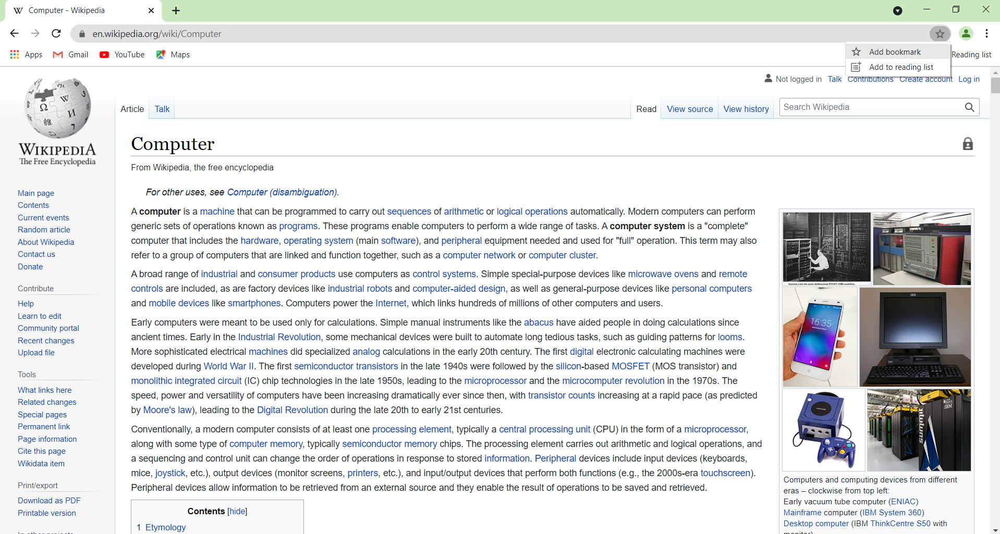 Computer - Wikipedia
en.wikipedia.org/wiki/Computer
Apps Gmail YouTube Maps
Add bookmark
Reading list
Add to reading list
Not logged in Talk Contributions Create account Log in
Article Talk Read View source View history Search Wikipedia
WIKIPEDIA
The Free Encyclopedia
Main page
Contents
Current events
Random article
About Wikipedia
Contact us
Donate
Contribute
Help
Learn to edit
Community portal
Recent changes
Upload file
Tools
What links here
Related changes
Special pages
Permanent link
Page information
Cite this page
Wikidata item
Print/export
Download as PDF
Printable version
In other projects
Computer
From Wikipedia, the free encyclopedia
For other uses, see Computer (disambiguation).
A computer is a machine that can be programmed to carry out sequences of arithmetic or logical operations automatically. Modern computers can perform
generic sets of operations known as programs. These programs enable computers to perform a wide range of tasks. A computer system is a "complete"
computer that includes the hardware, operating system (main software), and peripheral equipment needed and used for "full" operation. This term may also
refer to a group of computers that are linked and function together, such as a computer network or computer cluster.
A broad range of industrial and consumer products use computers as control systems. Simple special-purpose devices like microwave ovens and remote
controls are included, as are factory devices like industrial robots and computer-aided design, as well as general-purpose devices like personal computers
and mobile devices like smartphones. Computers power the Internet, which links hundreds of millions of other computers and users.
Early computers were meant to be used only for calculations. Simple manual instruments like the abacus have aided people in doing calculations since
ancient times. Early in the Industrial Revolution, some mechanical devices were built to automate long tedious tasks, such as guiding patterns for looms.
More sophisticated electrical machines did specialized analog calculations in the early 20th century. The first digital electronic calculating machines were
developed during World War II. The first semiconductor transistors in the late 1940s were followed by the silicon-based MOSFET (MOS transistor) and
monolithic integrated circuit (IC) chip technologies in the late 1950s, leading to the microprocessor and the microcomputer revolution in the 1970s. The
speed, power and versatility of computers have been increasing dramatically ever since then, with transistor counts increasing at a rapid pace (as predicted
by Moore's law), leading to the Digital Revolution during the late 20th to early 21st centuries.
Conventionally, a modern computer consists of at least one processing element, typically a central processing unit (CPU) in the form of a microprocessor,
along with some type of computer memory, typically semiconductor memory chips. The processing element carries out arithmetic and logical operations, and
a sequencing and control unit can change the order of operations in response to stored information. Peripheral devices include input devices (keyboards,
mice, joystick, etc.), output devices (monitor screens, printers, etc.), and input/output devices that perform both functions (e.g., the 2000s-era touchscreen).
Peripheral devices allow information to be retrieved from an external source and they enable the result of operations to be saved and retrieved.
Contents [hide]
1 Etymology
16:35
IBM
summit
IBM
Computers and computing devices from different
eras – clockwise from top left:
Early vacuum tube computer (ENIAC)
Mainframe computer (IBM System 360)
Desktop computer (IBM ThinkCentre S50 with
monitor)